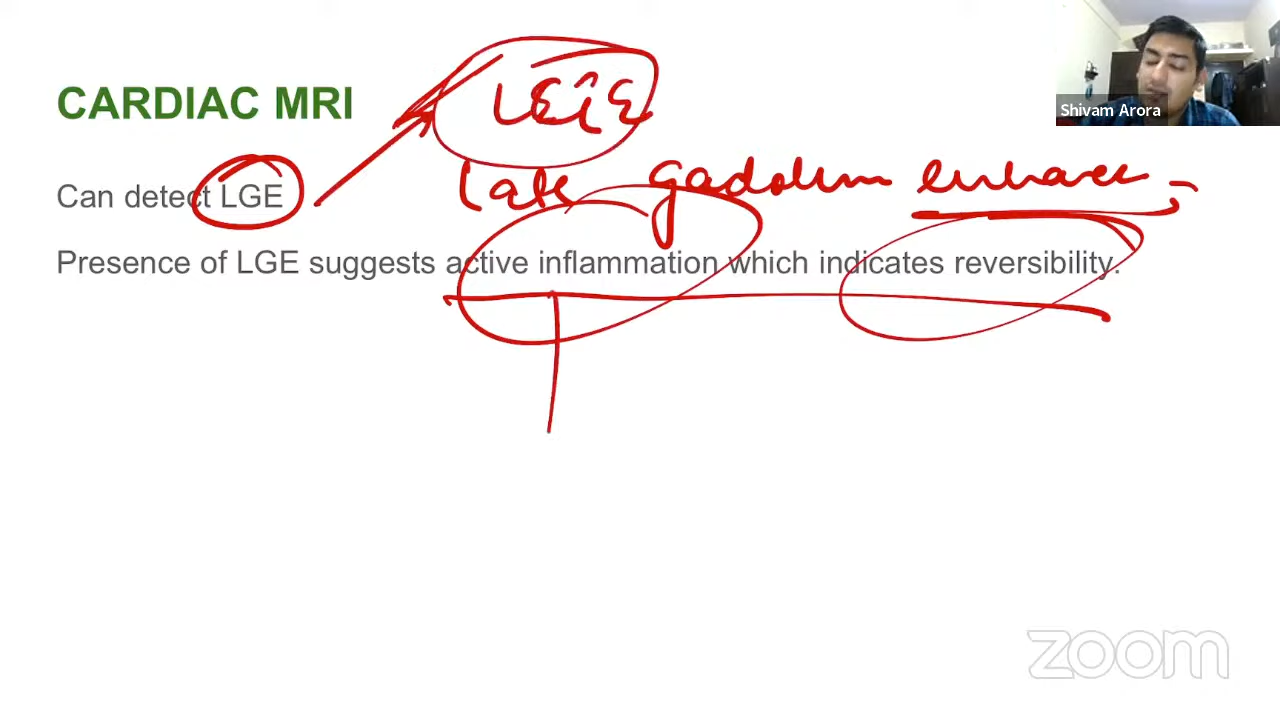 CARDIAC MRI
LGE
Shivam Arora
Late gadolinium enhance
Can detect LGE
Presence of LGE suggests active inflammation which indicates reversibility.
zoom